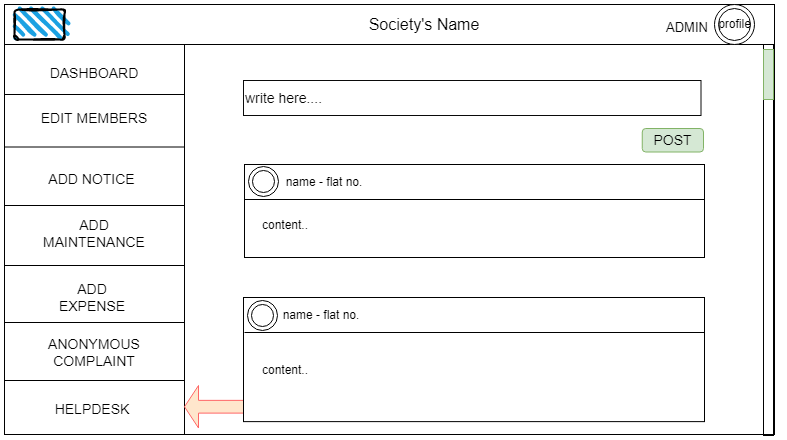 Society's Name
ADMIN
profile
DASHBOARD
EDIT MEMBERS
ADD NOTICE
ADD
MAINTENANCE
ADD
EXPENSE
ANONYMOUS
COMPLAINT
HELPDESK
write here....
POST
name - flat no.
content..
name - flat no.
content..